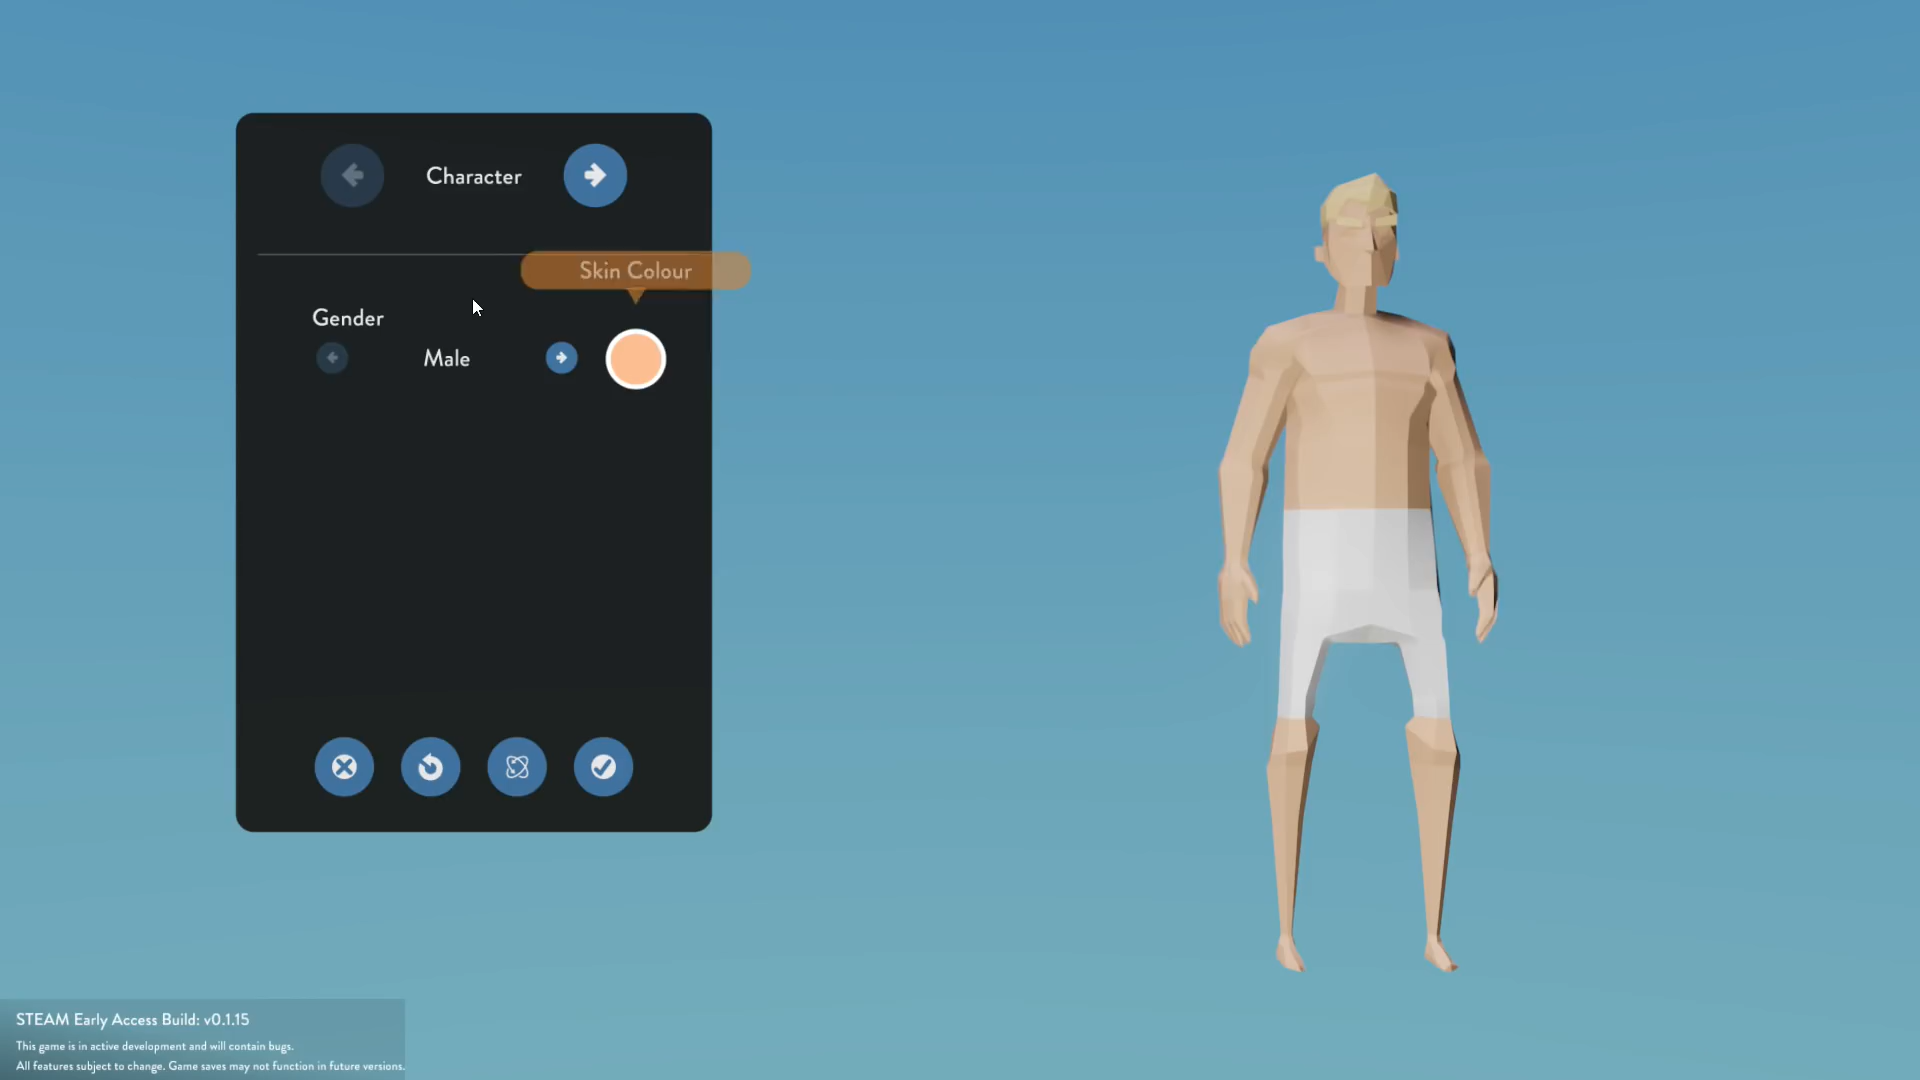 Character
Skin Colour
Gender
Male
STEAM Early Access Build: v0.1.15
This game is in active development and will contain bugs.
All features subject to change. Game saves may not function in future versions.